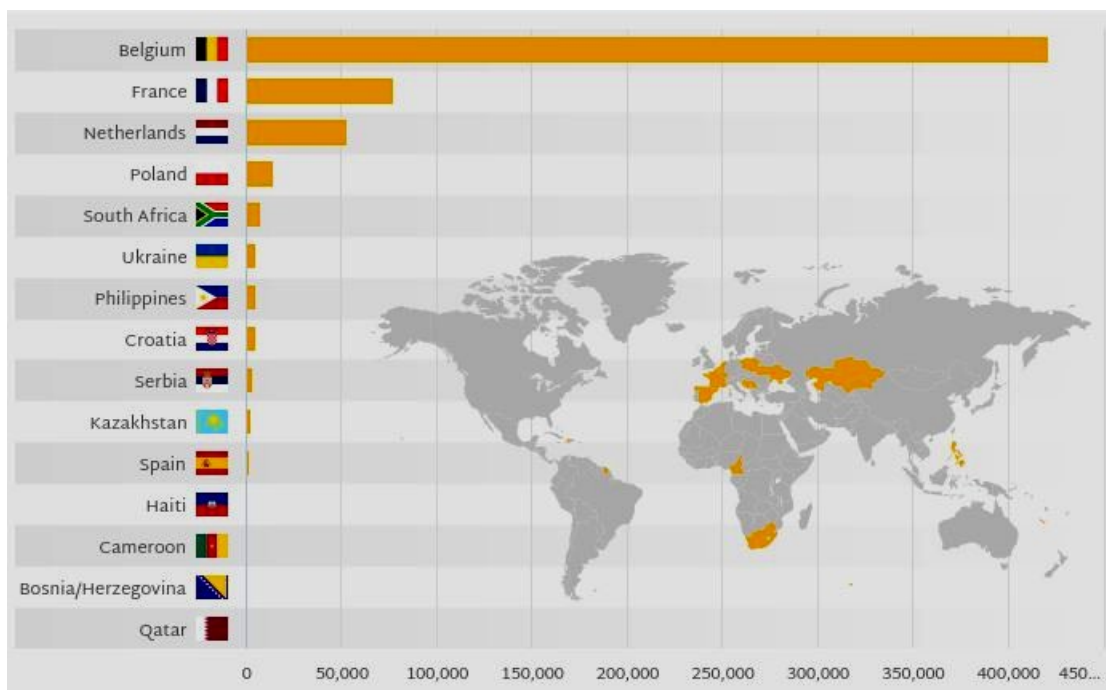 Belgium
France
Netherlands
Poland
South Africa
Ukraine
Philippines
Croatia
Serbia
Kazakhstan
Spain
Haiti
Cameroon
Bosnia/Herzegovina
Qatar
0 50,000 100,000 150,000 200,000 250,000 300,000 350,000 400,000 450...